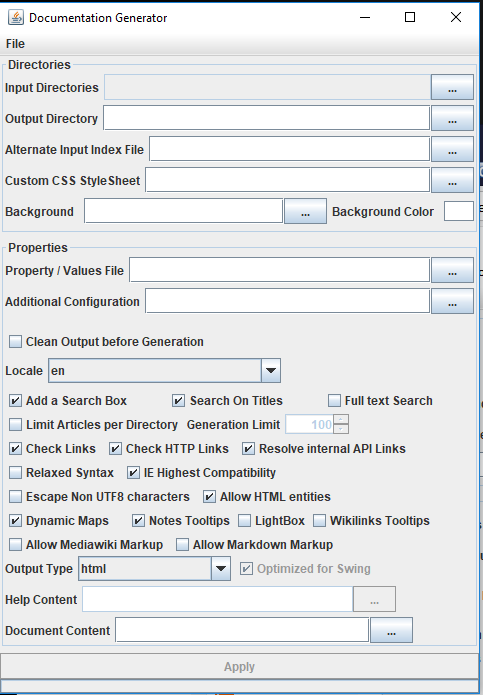 Documentation Generator
File
Directories
Input Directories ...
Output Directory ...
Alternate Input Index File ...
Custom CSS StyleSheet ...
Background ... Background Color
Properties
Property / Values File ...
Additional Configuration ...
Clean Output before Generation
Locale en
Add a Search Box Search On Titles Full text Search
Limit Articles per Directory Generation Limit 100
Check Links Check HTTP Links Resolve internal API Links
Relaxed Syntax IE Highest Compatibility
Escape Non UTF8 characters Allow HTML entities
Dynamic Maps Notes Tooltips LightBox Wikilinks Tooltips
Allow Mediawiki Markup Allow Markdown Markup
Output Type html Optimized for Swing
Help Content ...
Document Content ...
Apply